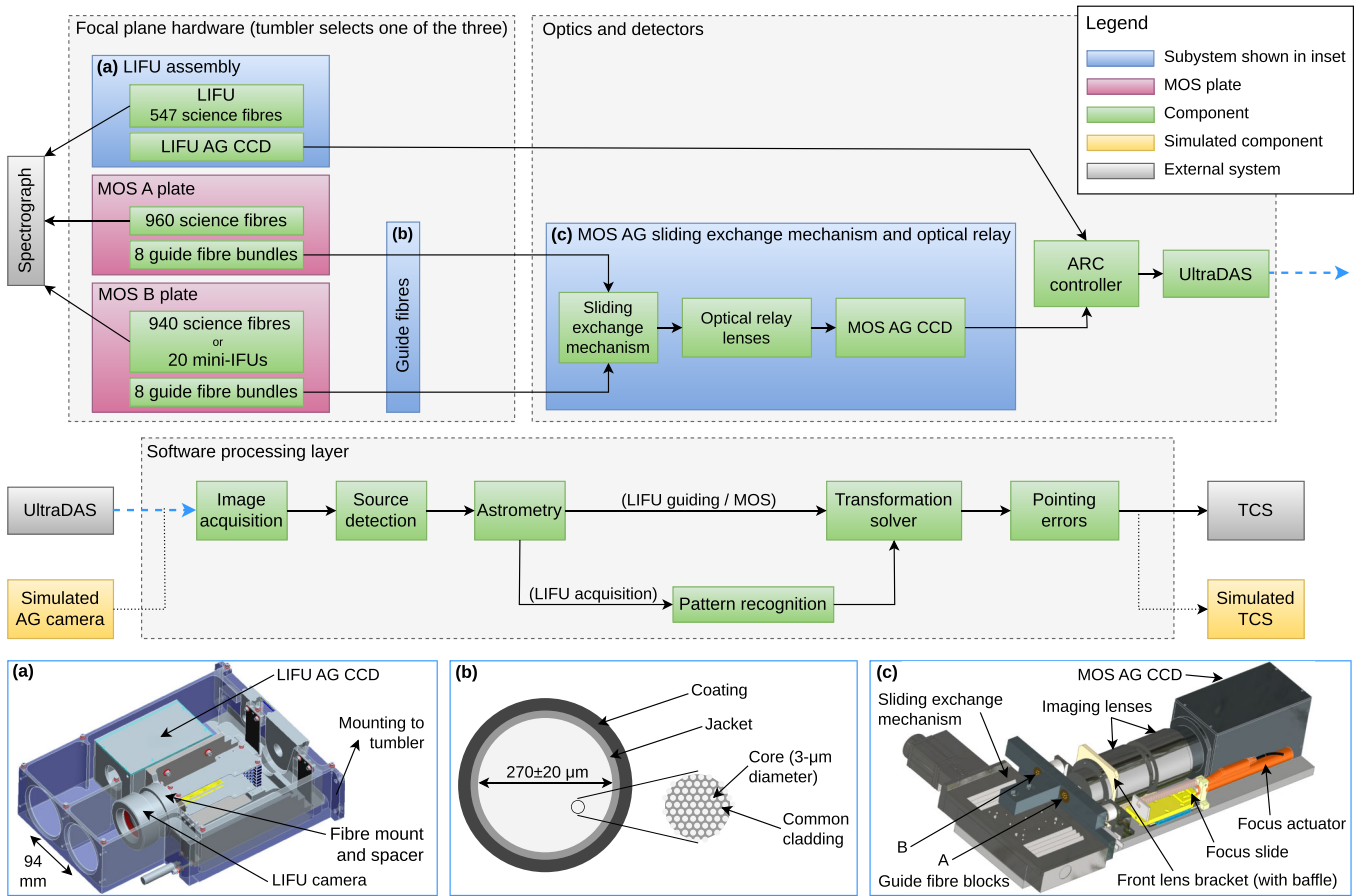 Focal plane hardware (tumbler selects one of the three)
(a) LIFU assembly
LIFU
547 science fibres
LIFU AG CCD
MOS A plate
960 science fibres
8 guide fibre bundles
MOS B plate
940 science fibres
or
20 mini-IFUs
8 guide fibre bundles
Spectrograph
(b)
Guide fibres
Optics and detectors
(c) MOS AG sliding exchange mechanism and optical relay
Sliding
exchange
mechanism
Optical relay
lenses
MOS AG CCD
ARC
controller
UltraDAS
Legend
Subsystem shown in inset
MOS plate
Component
Simulated component
External system
Software processing layer
UltraDAS
Simulated
AG camera
Image
acquisition
Source
detection
Astrometry
(LIFU guiding / MOS)
(LIFU acquisition)
Pattern recognition
Transformation
solver
Pointing
errors
TCS
Simulated
TCS
(a)
LIFU AG CCD
Mounting to
tumbler
Fibre mount
and spacer
LIFU camera
94
mm
(b)
Coating
Jacket
270±20 μm
Core (3-μm
diameter)
Common
cladding
(c)
MOS AG CCD
Sliding exchange
mechanism
Imaging lenses
Focus actuator
Focus slide
Front lens bracket (with baffle)
B
A
Guide fibre blocks